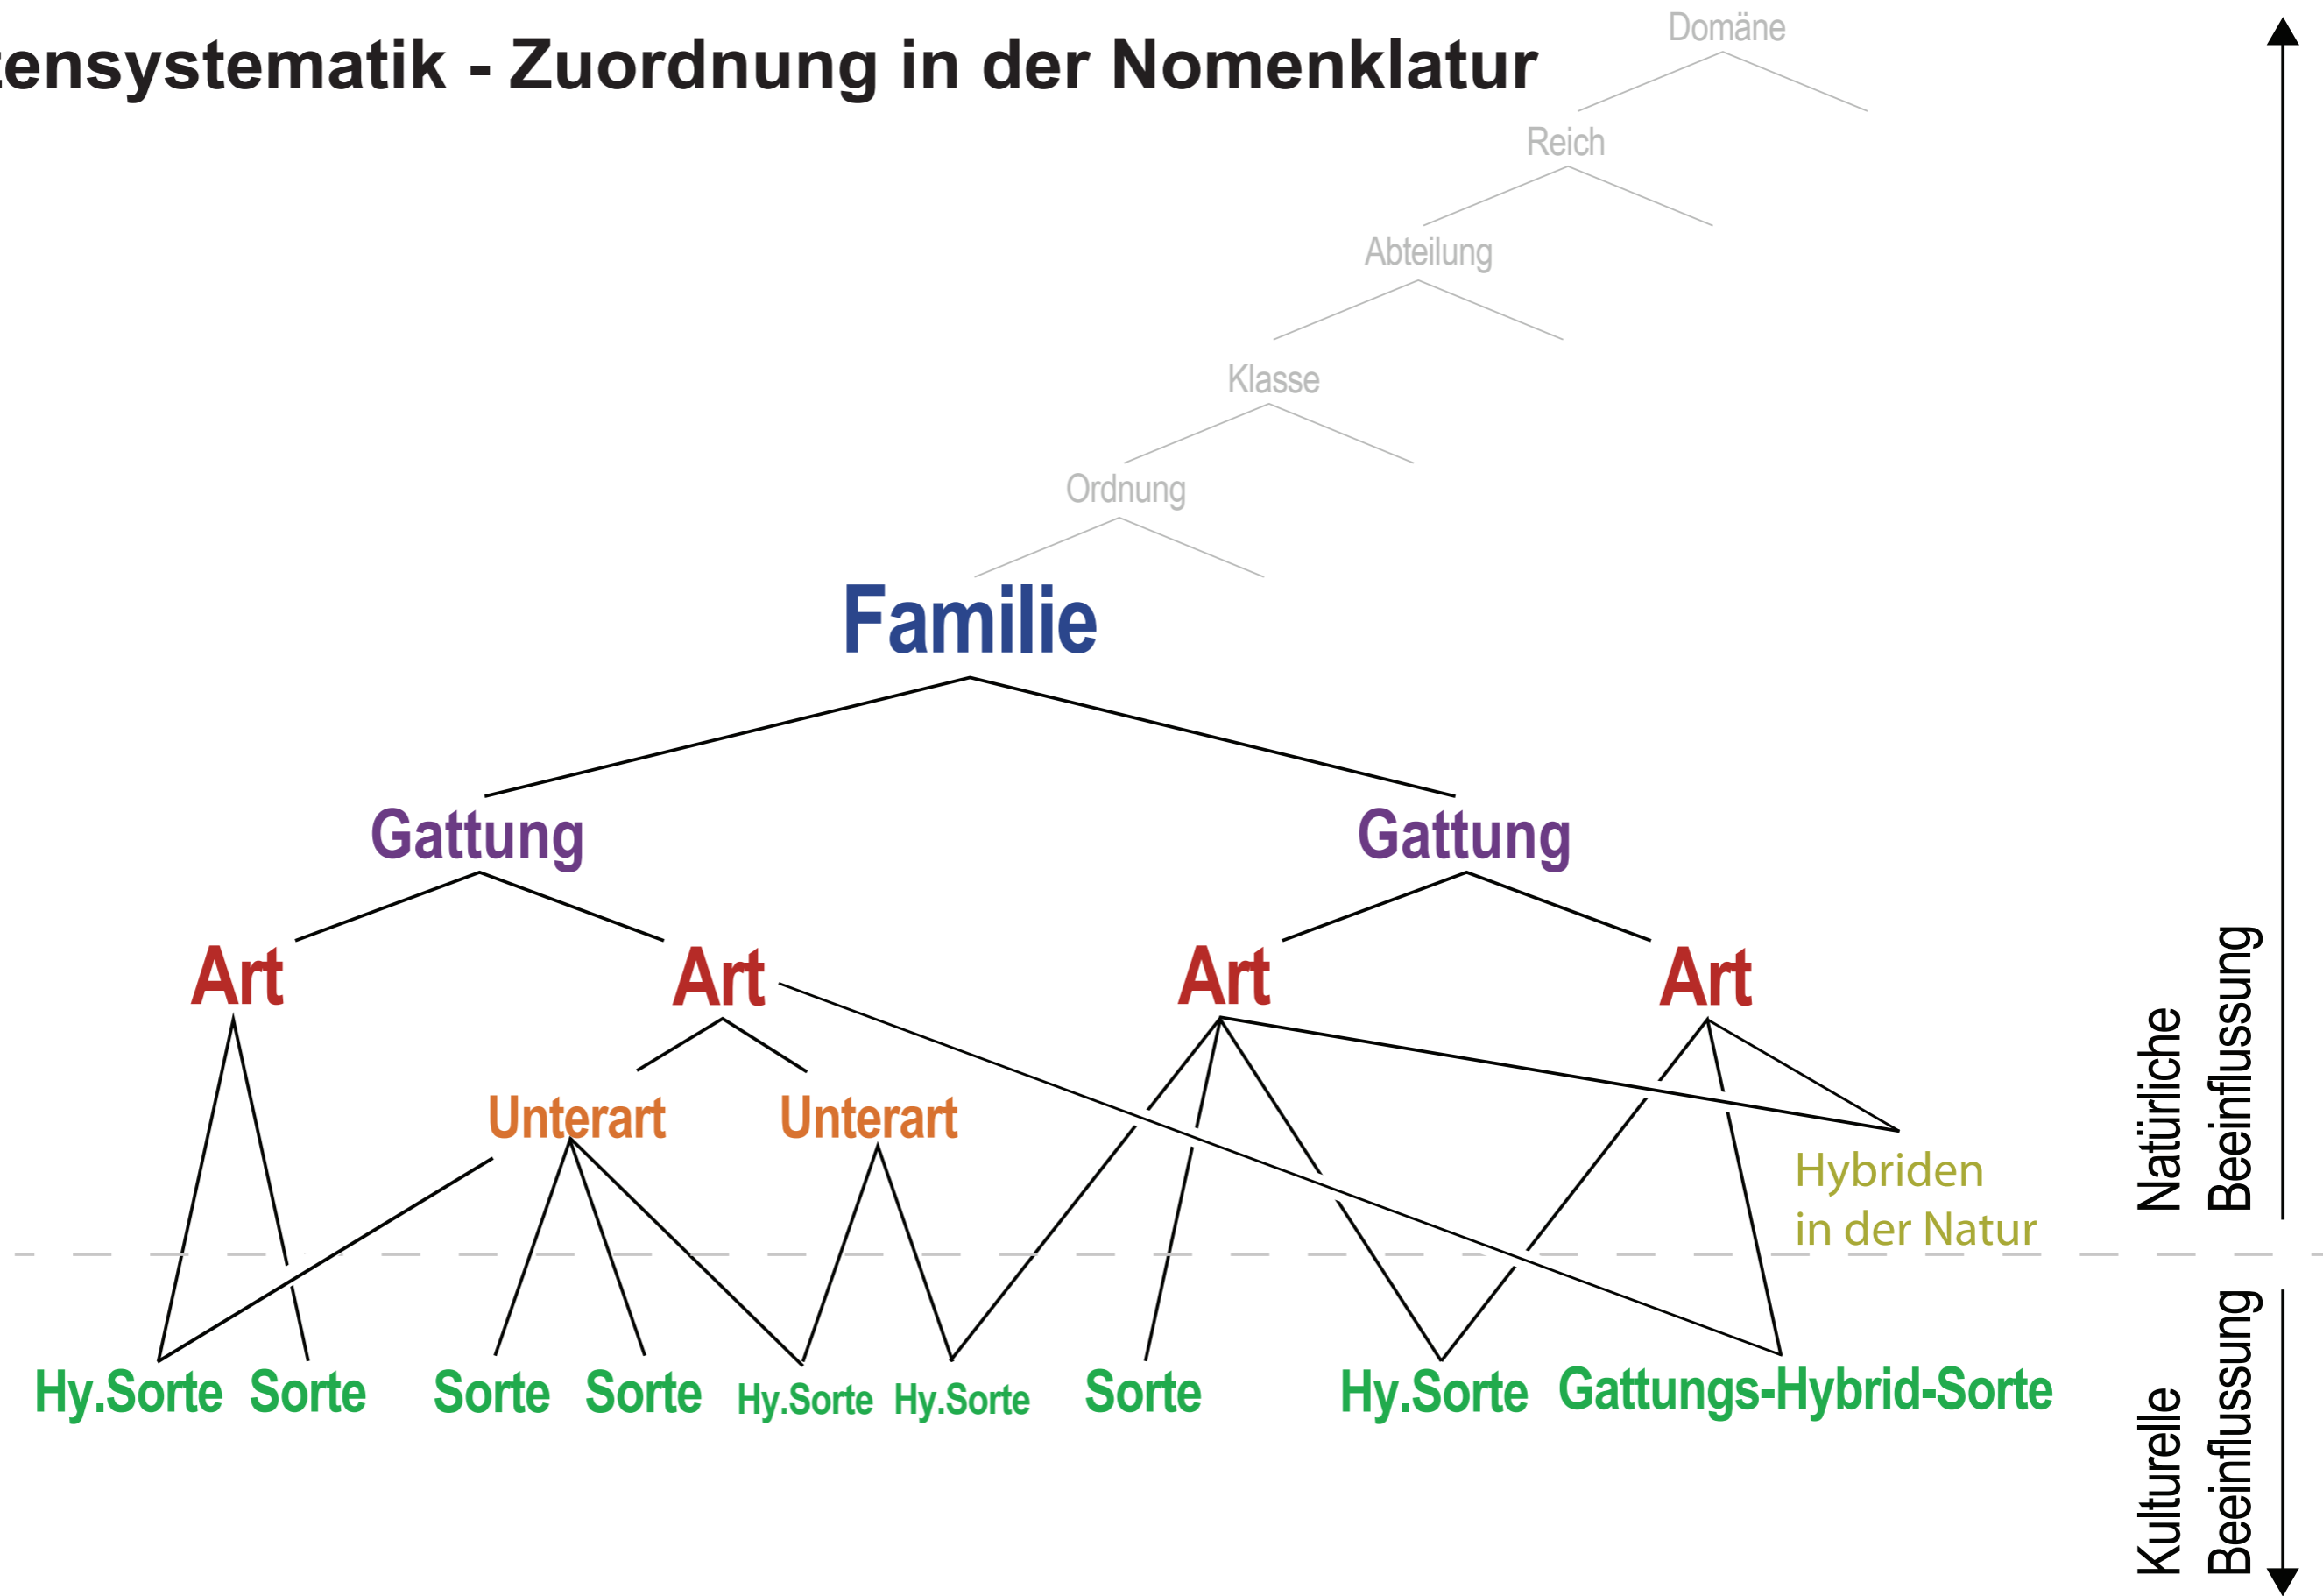 ensystematik - Zuordnung in der Nomenklatur
Domäne
Reich
Abteilung
Klasse
Ordnung
Familie
Gattung Gattung
Art Art Art Art
Unterart Unterart
Hybriden
in der Natur
Natürliche
Beeinflussung
Hy.Sorte Sorte Sorte Sorte Hy.Sorte Hy.Sorte Sorte Hy.Sorte Gattungs-Hybrid-Sorte
Kulturelle
Beeinflussung